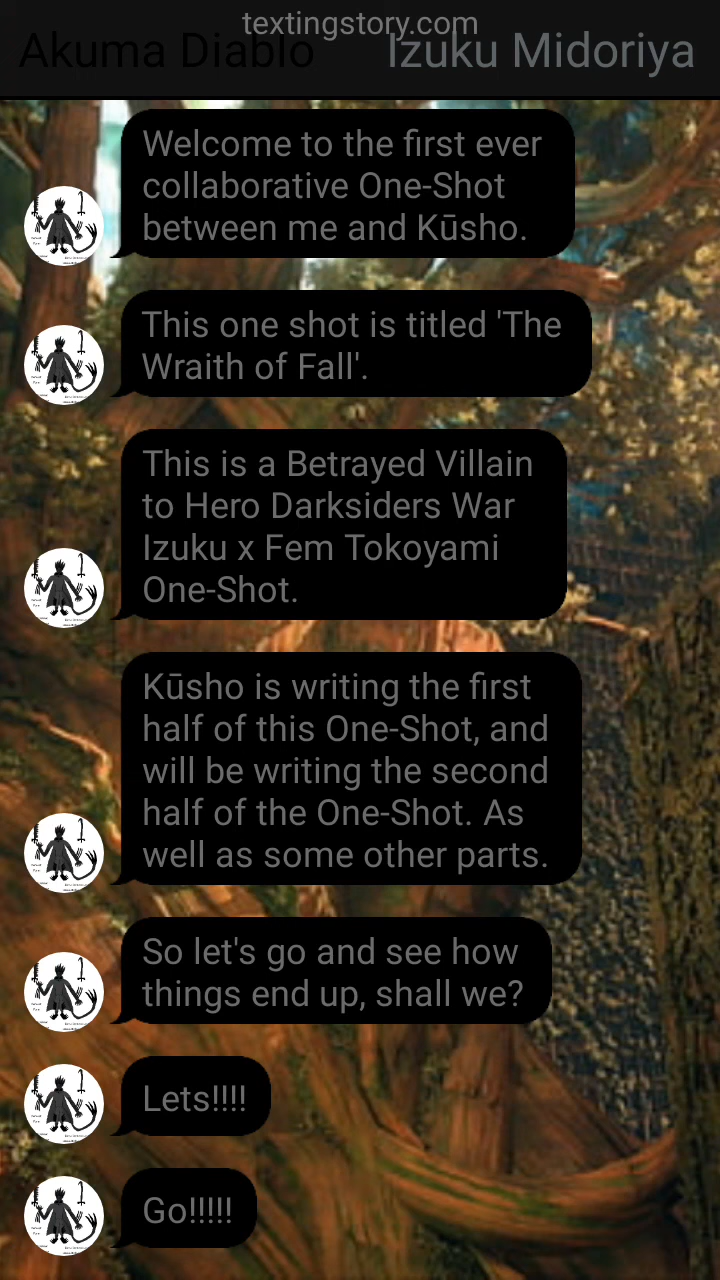 textingstory.com
Akuma Diablo Izuku Midoriya
Welcome to the first ever
collaborative One-Shot
between me and Kūsho.
This one shot is titled 'The
Wraith of Fall'.
This is a Betrayed Villain
to Hero Darksiders War
Izuku x Fem Tokoyami
One-Shot.
Kūsho is writing the first
half of this One-Shot, and
will be writing the second
half of the One-Shot. As
well as some other parts.
So let's go and see how
things end up, shall we?
Lets!!!!
Go!!!!!